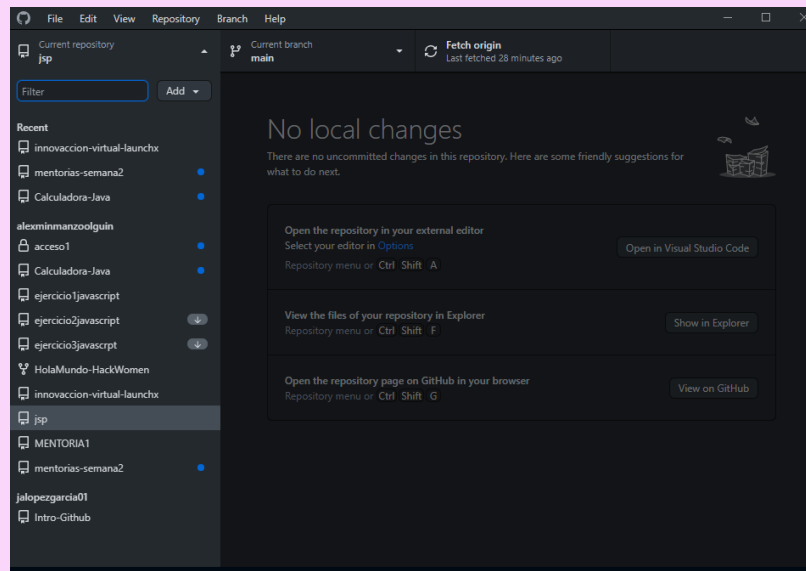 File Edit View Repository Branch Help
Current repository
jsp
Current branch
main
Fetch origin
Last fetched 28 minutes ago
Filter
Add
Recent
innovaccion-virtual-launchx
mentorias-semana2
Calculadora-Java
alexminmanzoolguin
acceso1
Calculadora-Java
ejercicio1javascript
ejercicio2javascript
ejercicio3javascrpt
HolaMundo-HackWomen
innovaccion-virtual-launchx
jsp
MENTORIA1
mentorias-semana2
jalopezgarcia01
Intro-Github
No local changes
There are no uncommitted changes in this repository. Here are some friendly suggestions for
what to do next.
Open the repository in your external editor
Select your editor in Options
Repository menu or Ctrl Shift A
Open in Visual Studio Code
View the files of your repository in Explorer
Repository menu or Ctrl Shift F
Show in Explorer
Open the repository page on GitHub in your browser
Repository menu or Ctrl Shift G
View on GitHub